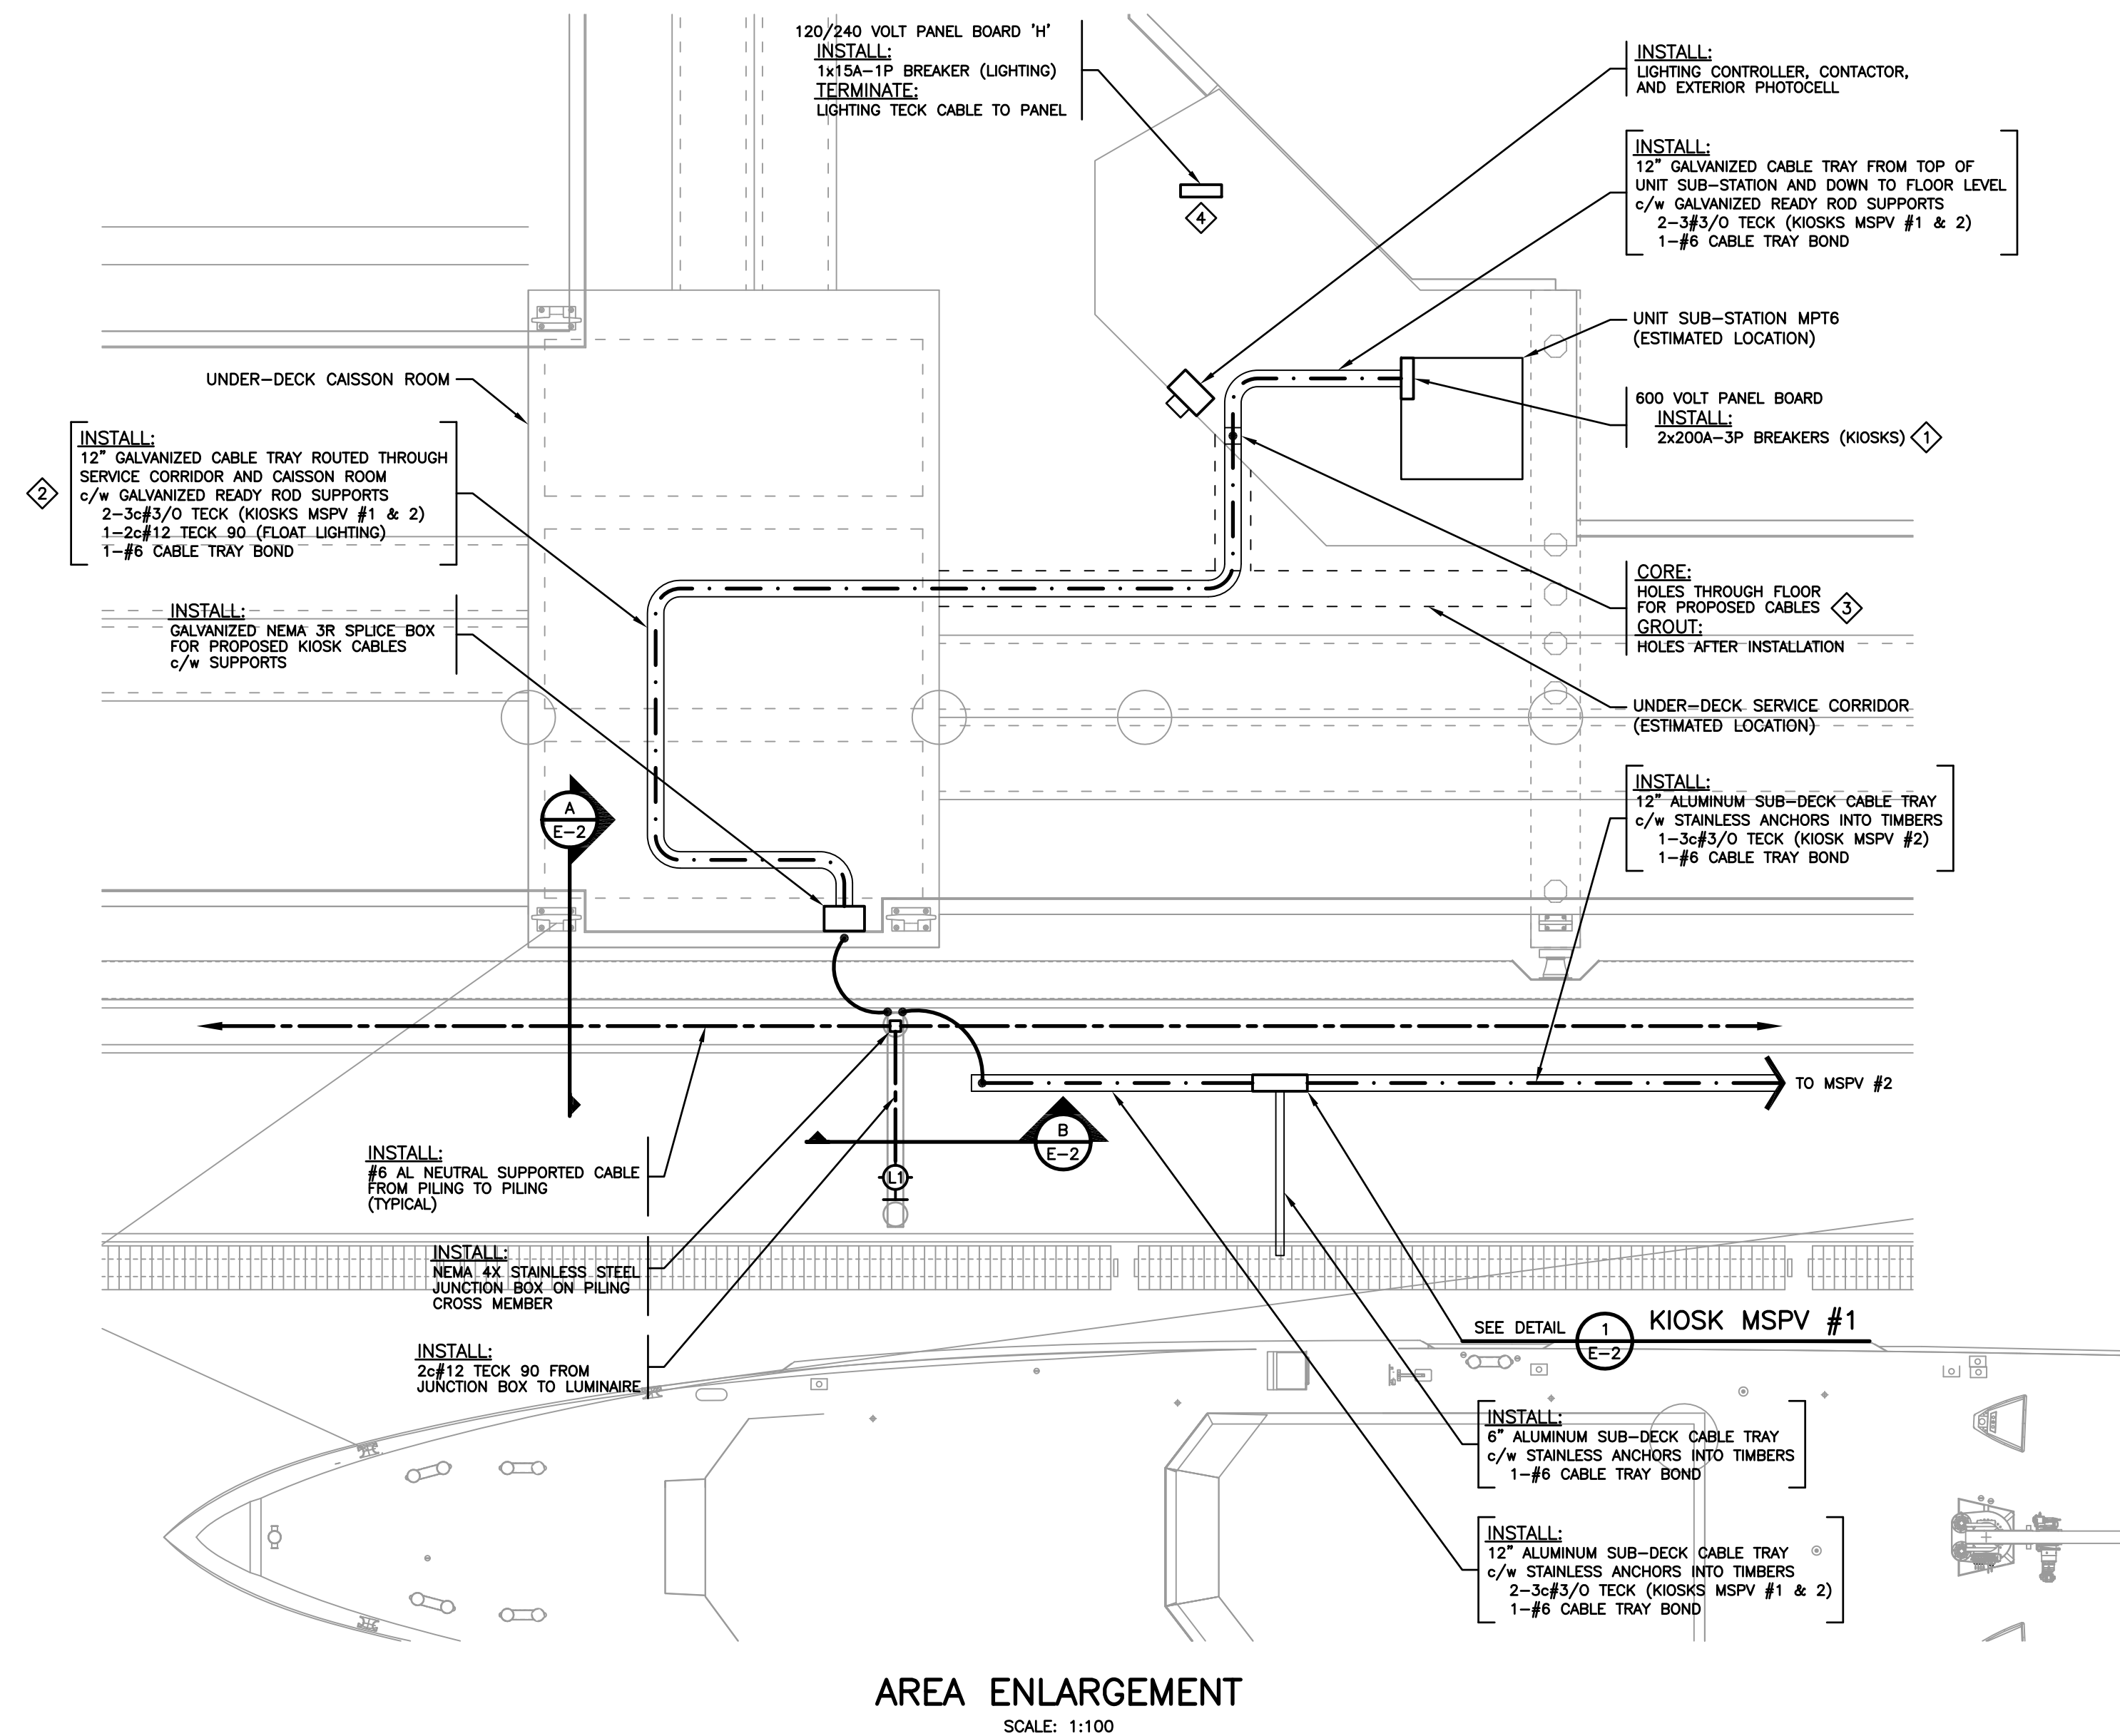 120/240 VOLT PANEL BOARD 'H'
INSTALL:
1x15A-1P BREAKER (LIGHTING)
TERMINATE:
LIGHTING TECK CABLE TO PANEL
INSTALL:
LIGHTING CONTROLLER, CONTACTOR,
AND EXTERIOR PHOTOCELL
INSTALL:
12" GALVANIZED CABLE TRAY FROM TOP OF
UNIT SUB-STATION AND DOWN TO FLOOR LEVEL
c/w GALVANIZED READY ROD SUPPORTS
2-3#3/0 TECK (KIOSKS MSPV #1 & 2)
1-#6 CABLE TRAY BOND
4
UNIT SUB-STATION MPT6
(ESTIMATED LOCATION)
600 VOLT PANEL BOARD
INSTALL:
2x200A-3P BREAKERS (KIOSKS)
1
UNDER-DECK CAISSON ROOM
2
INSTALL:
12" GALVANIZED CABLE TRAY ROUTED THROUGH
SERVICE CORRIDOR AND CAISSON ROOM
c/w GALVANIZED READY ROD SUPPORTS
2-3c#3/0 TECK (KIOSKS MSPV #1 & 2)
1-2c#12 TECK 90 (FLOAT LIGHTING)
1-#6 CABLE TRAY BOND
INSTALL:
GALVANIZED NEMA 3R SPLICE BOX
FOR PROPOSED KIOSK CABLES
c/w SUPPORTS
CORE:
HOLES THROUGH FLOOR
FOR PROPOSED CABLES
3
GROUT:
HOLES AFTER INSTALLATION
UNDER-DECK SERVICE CORRIDOR
(ESTIMATED LOCATION)
INSTALL:
12" ALUMINUM SUB-DECK CABLE TRAY
c/w STAINLESS ANCHORS INTO TIMBERS
1-3c#3/0 TECK (KIOSK MSPV #2)
1-#6 CABLE TRAY BOND
A
E-2
TO MSPV #2
B
E-2
L1
INSTALL:
#6 AL NEUTRAL SUPPORTED CABLE
FROM PILING TO PILING
(TYPICAL)
INSTALL:
NEMA 4X STAINLESS STEEL
JUNCTION BOX ON PILING
CROSS MEMBER
INSTALL:
2c#12 TECK 90 FROM
JUNCTION BOX TO LUMINAIRE
SEE DETAIL
1
E-2
KIOSK MSPV #1
INSTALL:
6" ALUMINUM SUB-DECK CABLE TRAY
c/w STAINLESS ANCHORS INTO TIMBERS
1-#6 CABLE TRAY BOND
INSTALL:
12" ALUMINUM SUB-DECK CABLE TRAY
c/w STAINLESS ANCHORS INTO TIMBERS
2-3c#3/0 TECK (KIOSKS MSPV #1 & 2)
1-#6 CABLE TRAY BOND
AREA ENLARGEMENT
SCALE: 1:100